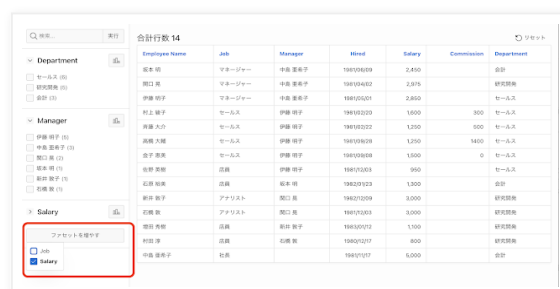 検索...
実行
合計行数 14
リセット
Department
セールス (6)
研究開発 (5)
会計 (3)
Manager
伊藤 明子 (5)
中島 亜希子 (3)
関口 晃 (2)
坂本 明 (1)
新井 敦子 (1)
石橋 敦 (1)
Salary
ファセットを増やす
Job
Salary
Employee Name Job Manager Hired Salary Commission Department
坂本 明 マネージャー 中島 亜希子 1981/06/09 2,450 会計
関口 晃 マネージャー 中島 亜希子 1981/04/02 2,975 研究開発
伊藤 明子 マネージャー 中島 亜希子 1981/05/01 2,850 セールス
村上 綾子 セールス 伊藤 明子 1981/02/20 1,600 300 セールス
斉藤 大介 セールス 伊藤 明子 1981/02/22 1,250 500 セールス
高橋 大輔 セールス 伊藤 明子 1981/09/28 1,250 1400 セールス
金子 恵美 セールス 伊藤 明子 1981/09/08 1,500 0 セールス
佐野 美樹 店員 伊藤 明子 1981/12/03 950 セールス
石原 裕美 店員 坂本 明 1982/01/23 1,300 会計
新井 敦子 アナリスト 関口 晃 1982/12/09 3,000 研究開発
石橋 敦 アナリスト 関口 晃 1981/12/03 3,000 研究開発
増田 秀樹 店員 新井 敦子 1983/01/12 1,100 研究開発
村田 淳 店員 石橋 敦 1980/12/17 800 研究開発
中島 亜希子 社長 1981/11/17 5,000 会計